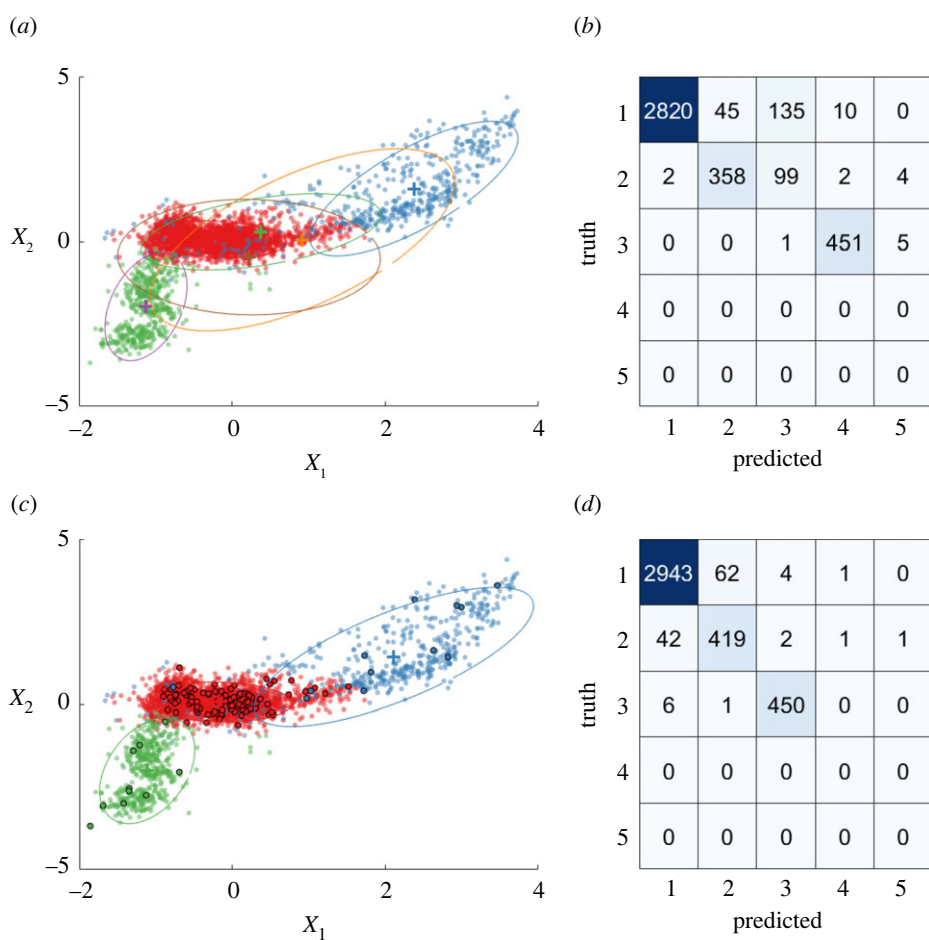 (a)
5
X2
0
–5
–2 0 2 4
X1
(b)
truth
1 2820 45 135 10 0
2 2 358 99 2 4
3 0 0 1 451 5
4 0 0 0 0 0
5 0 0 0 0 0
1 2 3 4 5
predicted
(c)
5
X2
0
–5
–2 0 2 4
X1
(d)
truth
1 2943 62 4 1 0
2 42 419 2 1 1
3 6 1 450 0 0
4 0 0 0 0 0
5 0 0 0 0 0
1 2 3 4 5
predicted